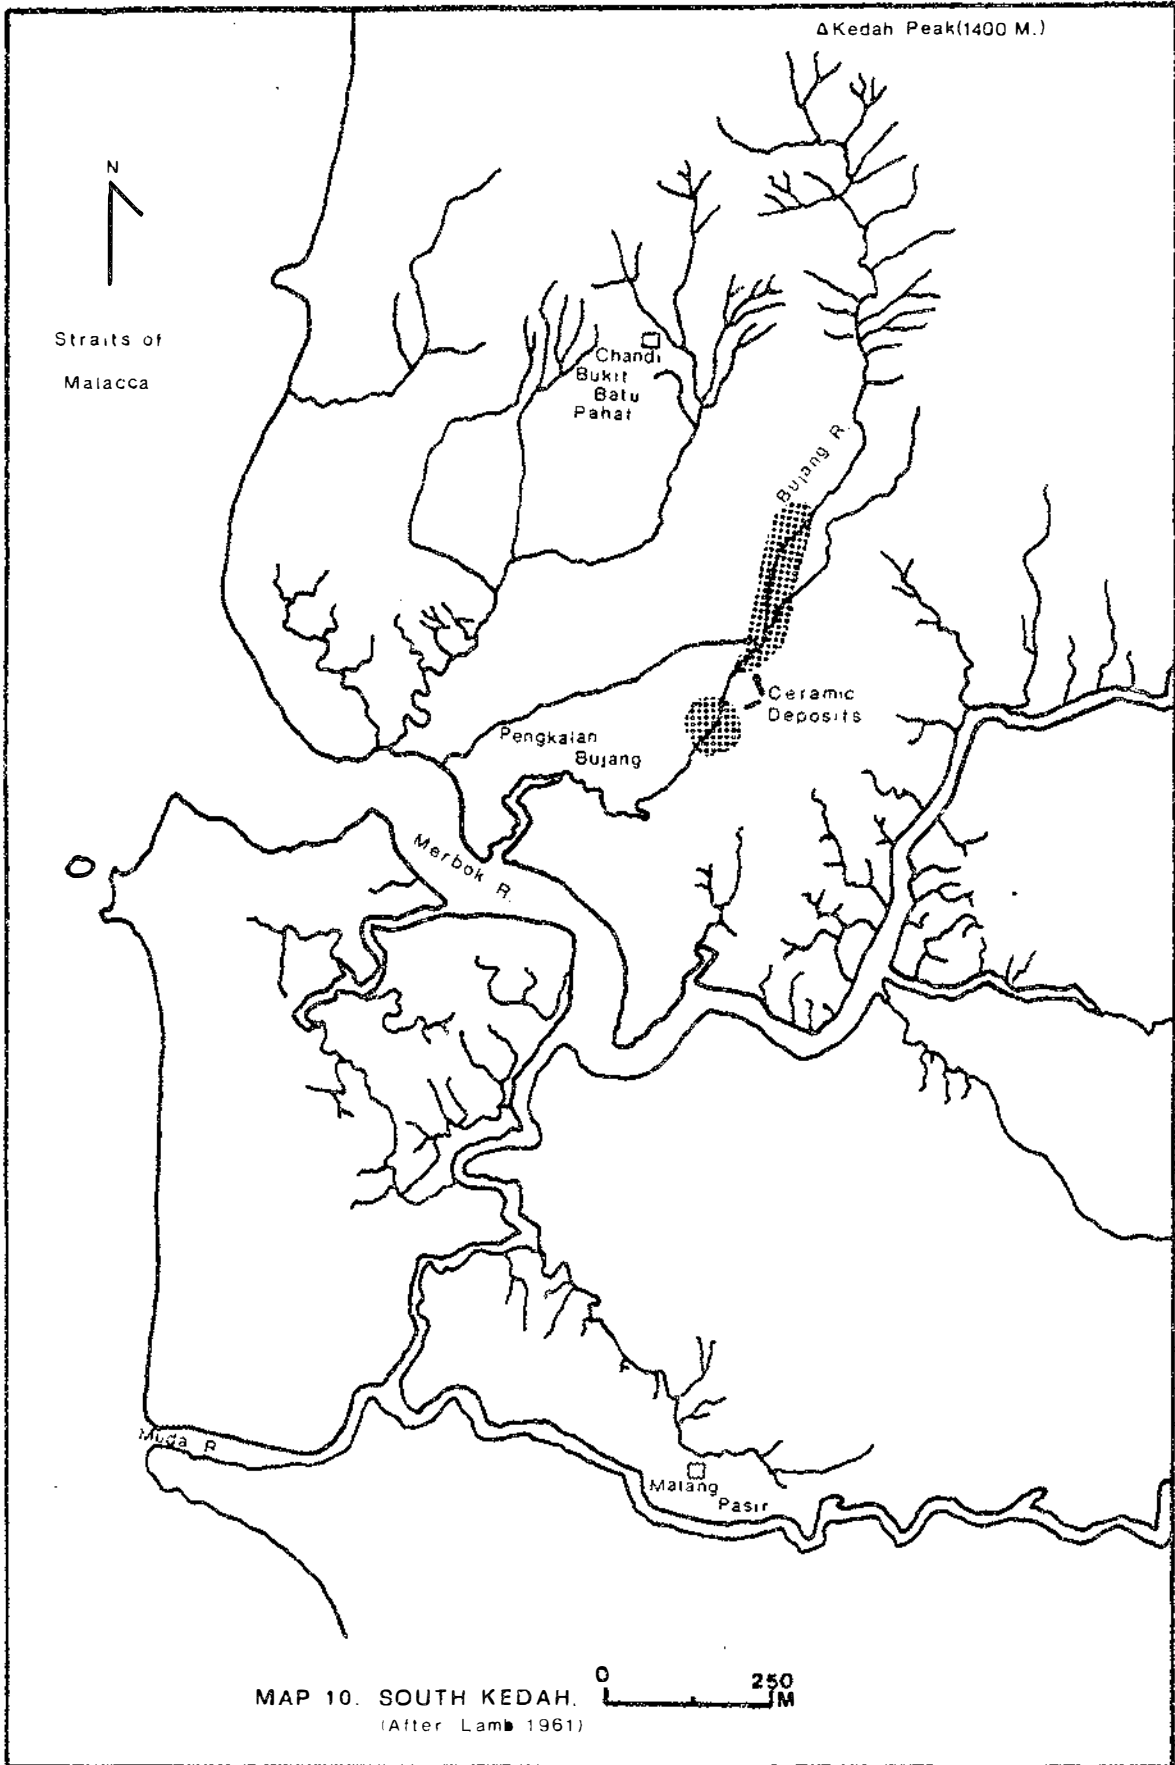 ΔKedah Peak(1400 M.)
N
Straits of
Malacca
Chandi
Bukit
Batu
Pahat
Bujang R.
Ceramic
Deposits
Pengkalan
Bujang
Merbok R.
Muda R
Matang
Pasir
0 250
M
MAP 10. SOUTH KEDAH.
(After Lamb 1961)